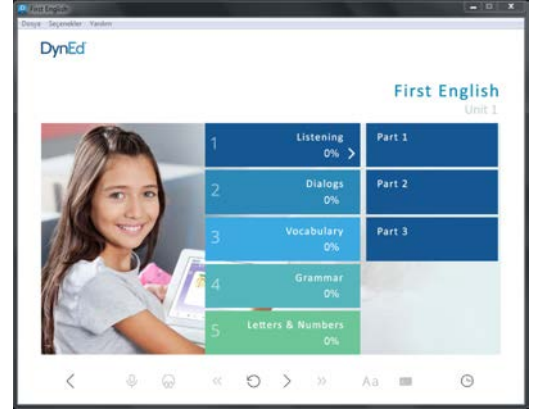 First English
Dosya Seçenekler Yardım
DynEd
First English
Unit 1
1 Listening
0%
Part 1
2 Dialogs
0%
Part 2
3 Vocabulary
0%
Part 3
4 Grammar
0%
5 Letters & Numbers
0%
Aa